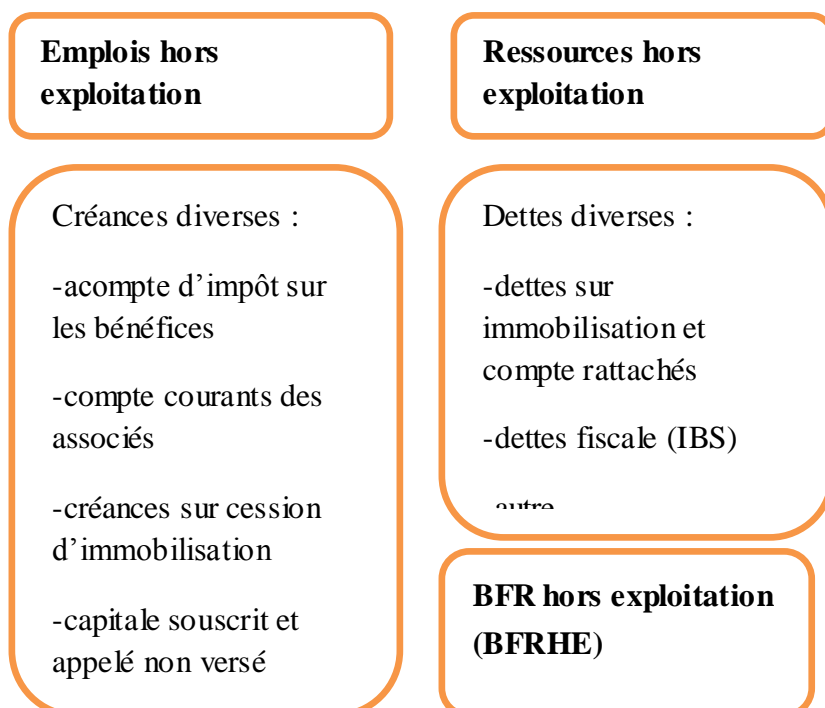 Emplois hors
exploitation
Ressources hors
exploitation
Créances diverses :
-acompte d’impôt sur
les bénéfices
-compte courants des
associés
-créances sur cession
d’immobilisation
-capitale souscrit et
appelé non versé
Dettes diverses :
-dettes sur
immobilisation et
compte rattachés
-dettes fiscale (IBS)
-autre
BFR hors exploitation
(BFRHE)